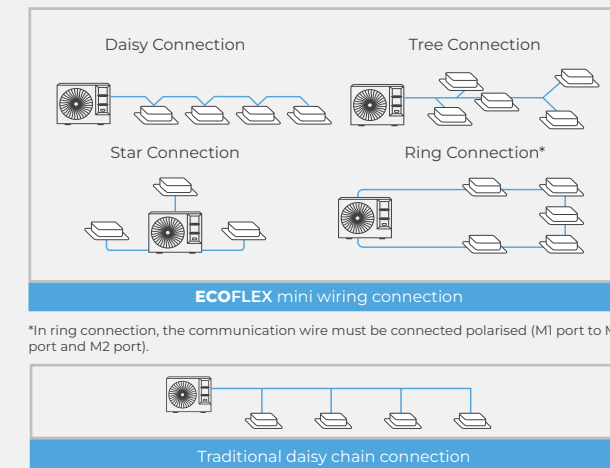 Daisy Connection
Tree Connection
Star Connection
Ring Connection*
ECOFLEX mini wiring connection
*In ring connection, the communication wire must be connected polarised (M1 port to
port and M2 port).
Traditional daisy chain connection